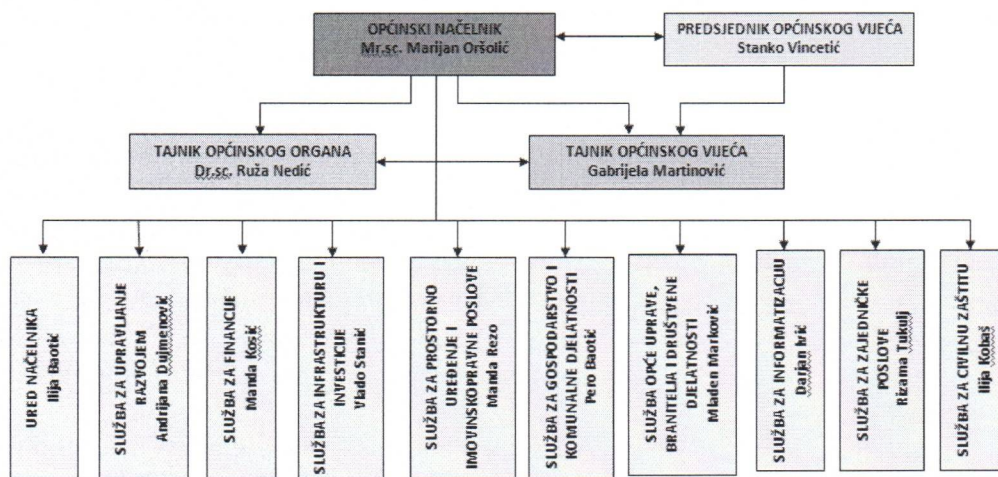 OPĆINSKI NAČELNIK
Mr.sc. Marijan Oršolić
PREDSJEDNIK OPĆINSKOG VIJEĆA
Stanko Vincetić
TAJNIK OPĆINSKOG ORGANA
Dr.sc. Ruža Nedić
TAJNIK OPĆINSKOG VIJEĆA
Gabrijela Martinović
URED NAČELNIKA
Ilija Baotić
SLUŽBA ZA UPRAVLJANJE
RAZVOJEM
Andrijana Dujmenović
SLUŽBA ZA FINANCIJE
Manda Kosić
SLUŽBA ZA INFRASTRUKTURU I
INVESTICIJE
Vlado Stanić
SLUŽBA ZA PROSTORNO
UREĐENJE I
IMOVINSKOPRAVNE POSLOVE
Manda Rezo
SLUŽBA ZA GOSPODARSTVO I
KOMUNALNE DJELATNOSTI
Pero Baotić
SLUŽBA OPĆE UPRAVE,
BRANITELJA I DRUŠTVENE
DJELATNOSTI
Mladen Marković
SLUŽBA ZA INFORMATIZACIJU
Darjan
SLUŽBA ZA ZAJEDNIČKE
POSLOVE
Rizama Tukulj
SLUŽBA ZA CIVILNU ZAŠTITU
Ilija Kobaš